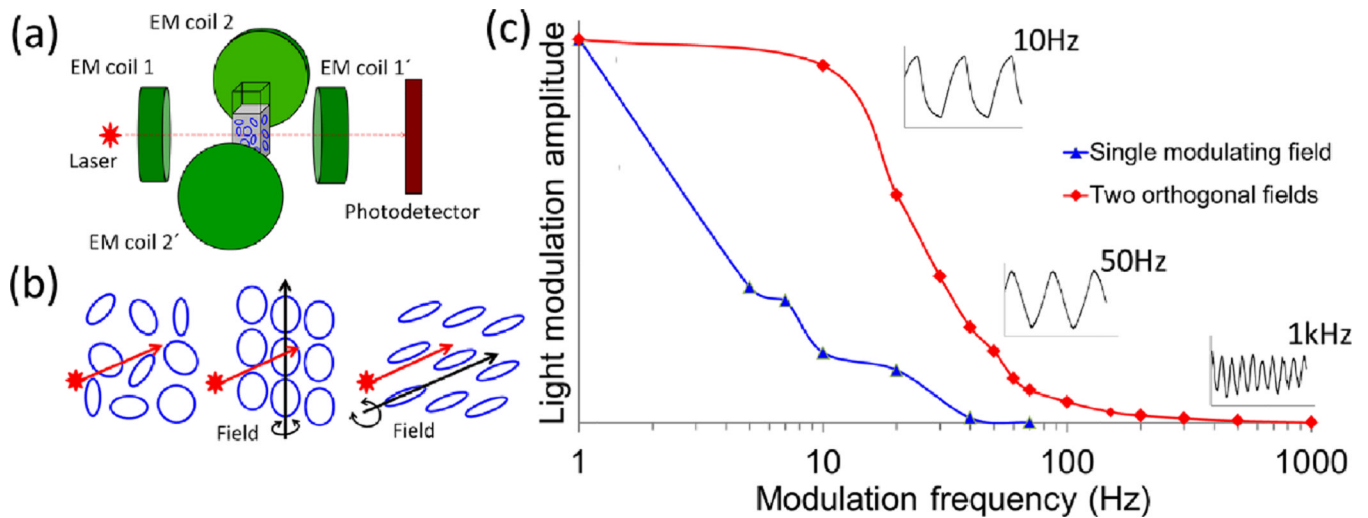 (a)
EM coil 2
EM coil 1
EM coil 1´
Laser
Photodetector
EM coil 2´
(b)
Field
Field
(c)
Light modulation amplitude
10Hz
Single modulating field
Two orthogonal fields
50Hz
1kHz
1
10
100
1000
Modulation frequency (Hz)